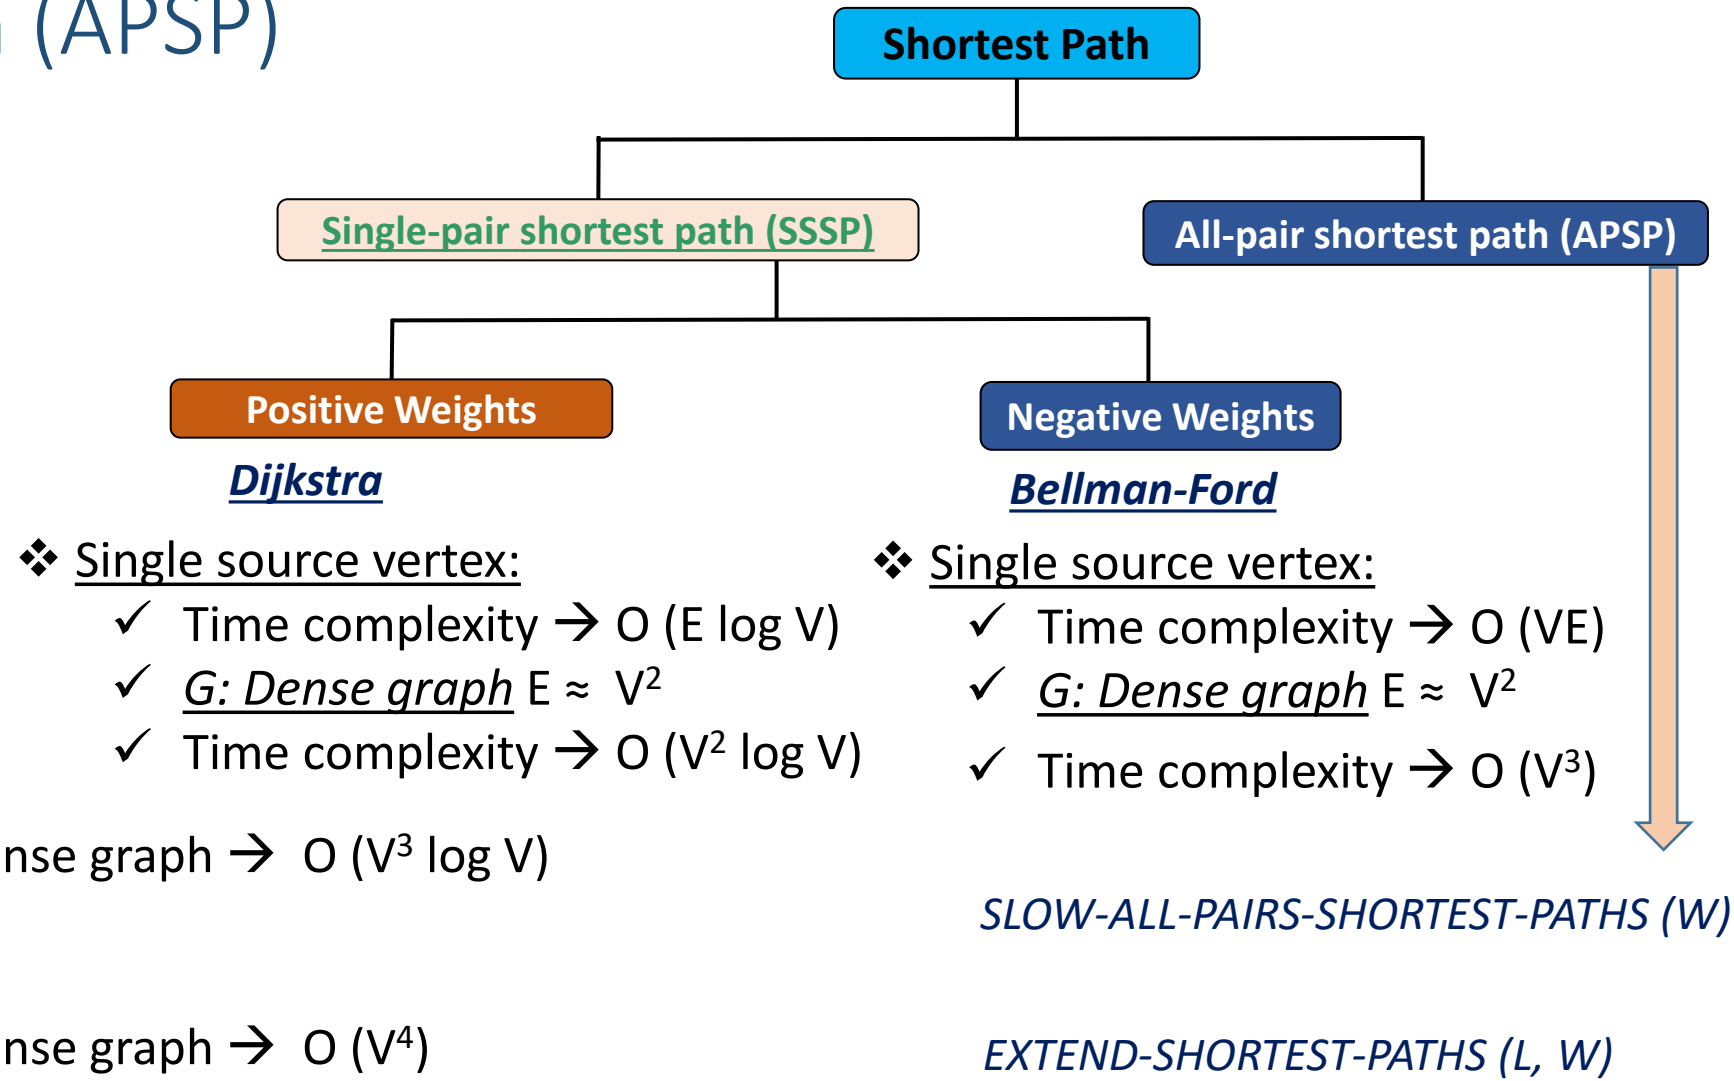 (APSP)
Shortest Path
Single-pair shortest path (SSSP)
All-pair shortest path (APSP)
Positive Weights
Negative Weights
Dijkstra
Bellman-Ford
❖ Single source vertex:
✓ Time complexity → O (E log V)
✓ G: Dense graph E ≈ V²
✓ Time complexity → O (V² log V)
❖ Single source vertex:
✓ Time complexity → O (VE)
✓ G: Dense graph E ≈ V²
✓ Time complexity → O (V³)
nse graph → O (V³ log V)
SLOW-ALL-PAIRS-SHORTEST-PATHS (W)
nse graph → O (V⁴)
EXTEND-SHORTEST-PATHS (L, W)